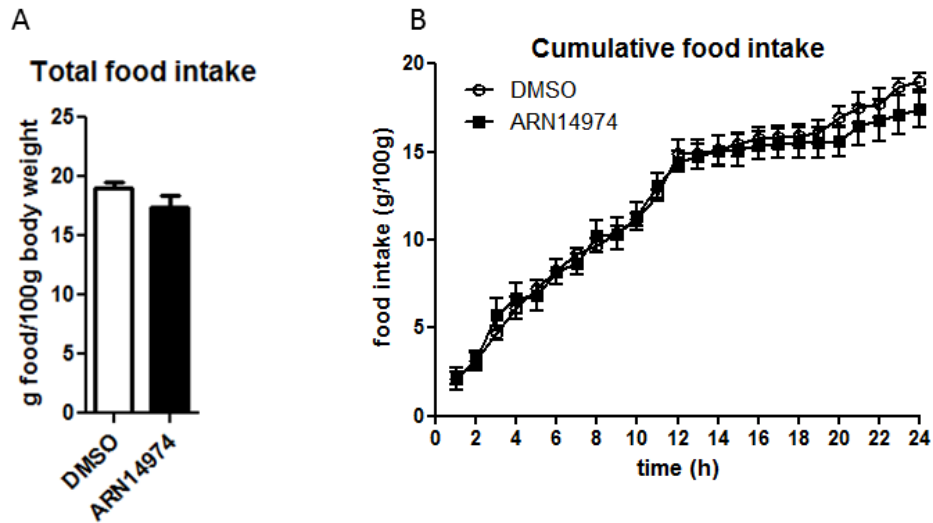 A
Total food intake
g food/100g body weight
25
20
15
10
5
0
DMSO
ARN14974
B
Cumulative food intake
DMSO
ARN14974
food intake (g/100g)
20
15
10
5
0
0 2 4 6 8 10 12 14 16 18 20 22 24
time (h)